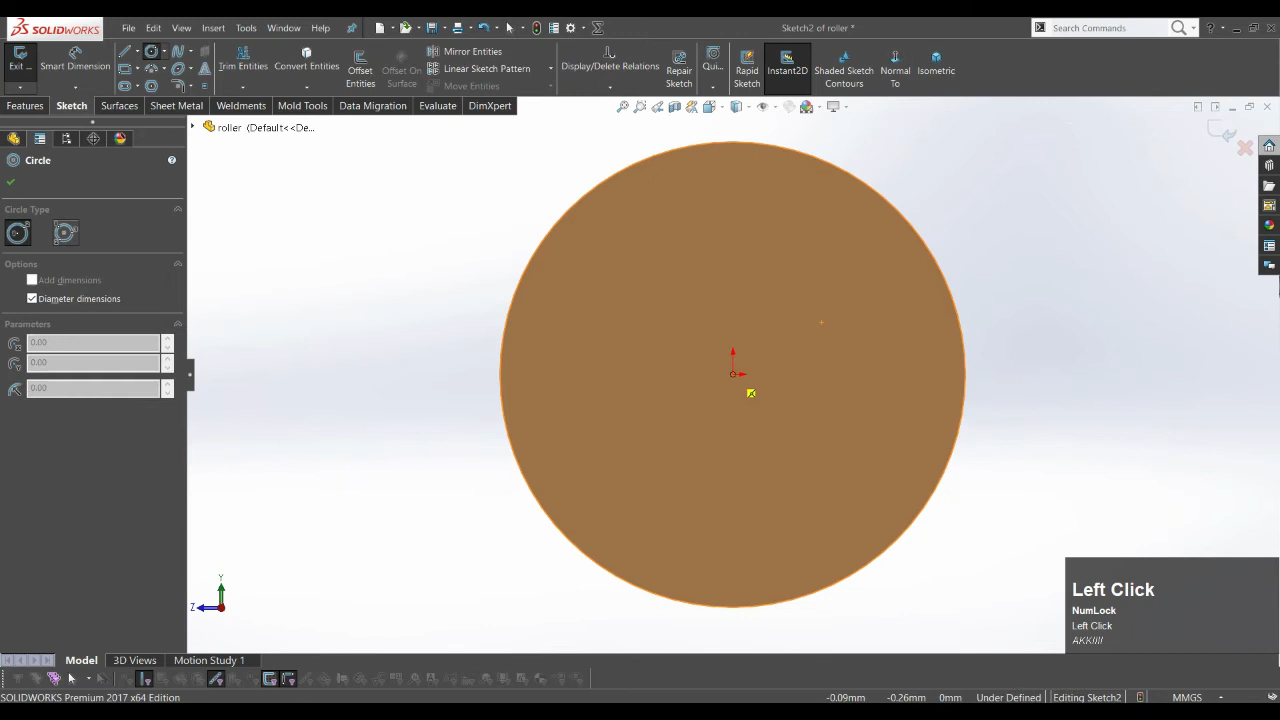 SOLIDWORKS
File Edit View Insert Tools Window Help
Sketch2 of roller *
Search Commands
Exit ...
Smart Dimension
Trim Entities
Convert Entities
Offset Entities
Offset On Surface
Mirror Entities
Linear Sketch Pattern
Move Entities
Display/Delete Relations
Repair Sketch
Qui...
Rapid Sketch
Instant2D
Shaded Sketch Contours
Normal To
Isometric
Features Sketch Surfaces Sheet Metal Weldments Mold Tools Data Migration Evaluate DimXpert
roller (Default<<De...
Circle
?
Circle Type
Options
Add dimensions
Diameter dimensions
Parameters
0.00
0.00
0.00
Y
Z
Left Click
NumLock
Left Click
AKKIIII
Model 3D Views Motion Study 1
SOLIDWORKS Premium 2017 x64 Edition
-0.09mm -0.26mm 0mm Under Defined Editing Sketch2 MMGS